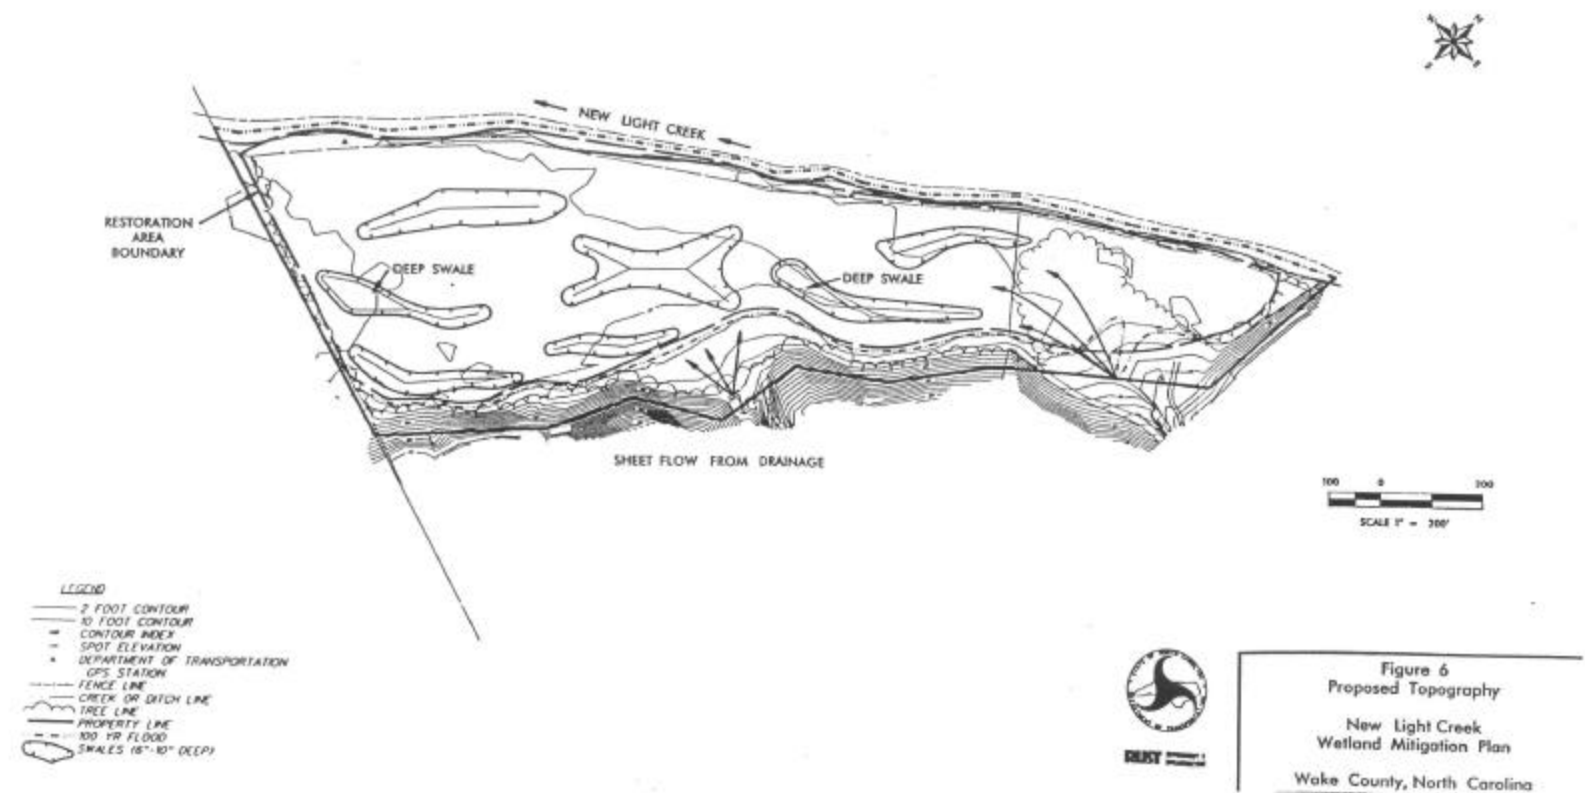 NEW LIGHT CREEK
RESTORATION
AREA
BOUNDARY
DEEP SWALE
DEEP SWALE
SHEET FLOW FROM DRAINAGE
100 0 200
SCALE 1" = 200'
LEGEND
2 FOOT CONTOUR
10 FOOT CONTOUR
CONTOUR INDEX
SPOT ELEVATION
DEPARTMENT OF TRANSPORTATION
GPS STATION
FENCE LINE
CREEK OR DITCH LINE
TREE LINE
PROPERTY LINE
100 YR FLOOD
SWALES (6"-10" DEEP)
RUST
Figure 6
Proposed Topography
New Light Creek
Wetland Mitigation Plan
Wake County, North Carolina